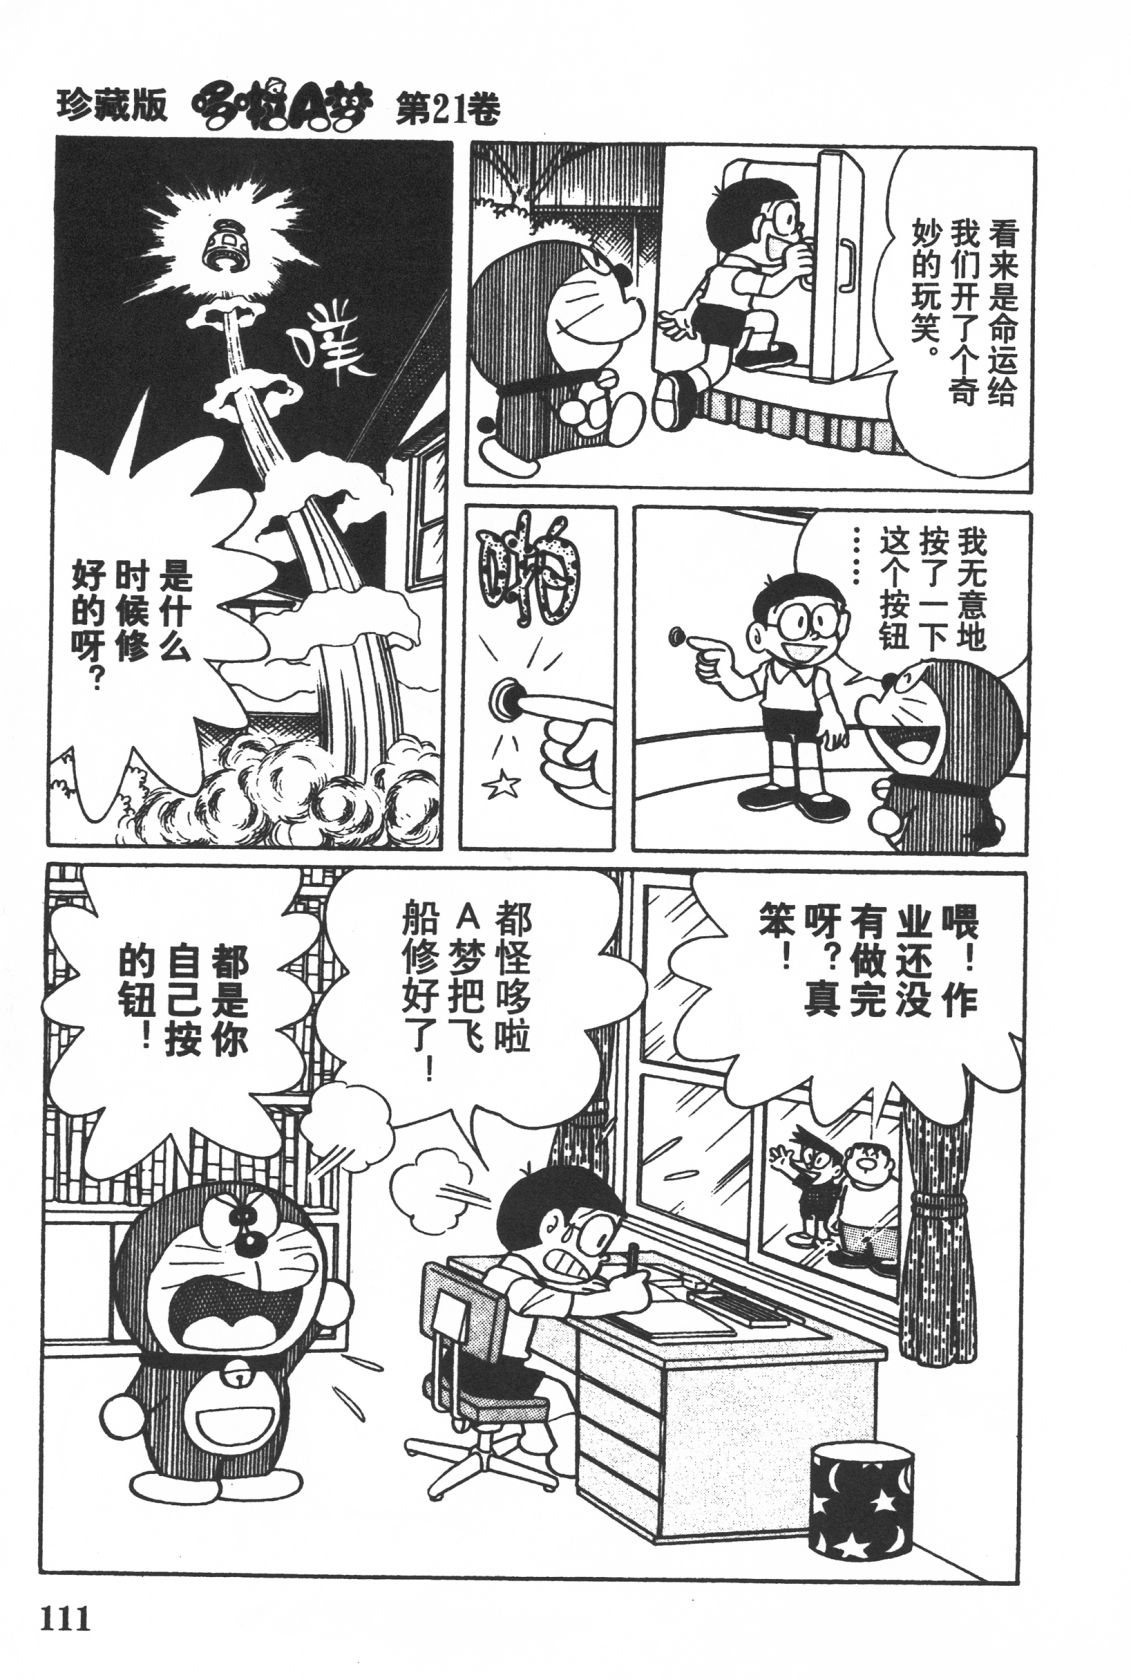 珍藏版 哆啦A梦 第21卷
看来是命运给
我们开了个奇
妙的玩笑。
我无意地
按了一下
这个按钮
……
啪
噗
是什么
时候修
好的呀？
喂！作
业还没
有做完
呀？真
笨！
都怪哆啦
A梦把飞
船修好了！
都是你
自己按
的钮！
111